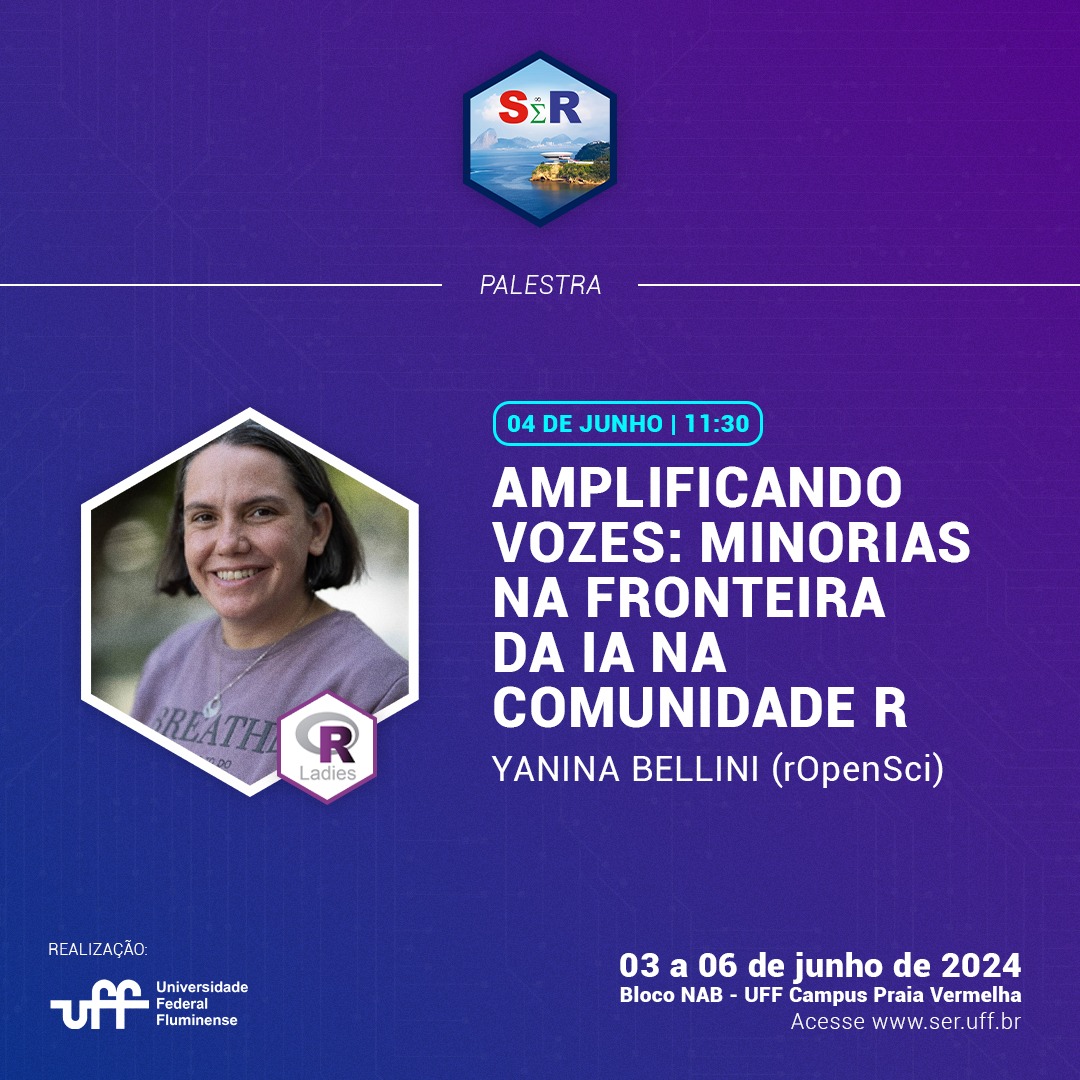 SΣR
PALESTRA
04 DE JUNHO | 11:30
AMPLIFICANDO
VOZES: MINORIAS
NA FRONTEIRA
DA IA NA
COMUNIDADE R
YANINA BELLINI (rOpenSci)
BREATHE
DO
R
Ladies
REALIZAÇÃO:
uff
Universidade
Federal
Fluminense
03 a 06 de junho de 2024
Bloco NAB - UFF Campus Praia Vermelha
Acesse www.ser.uff.br